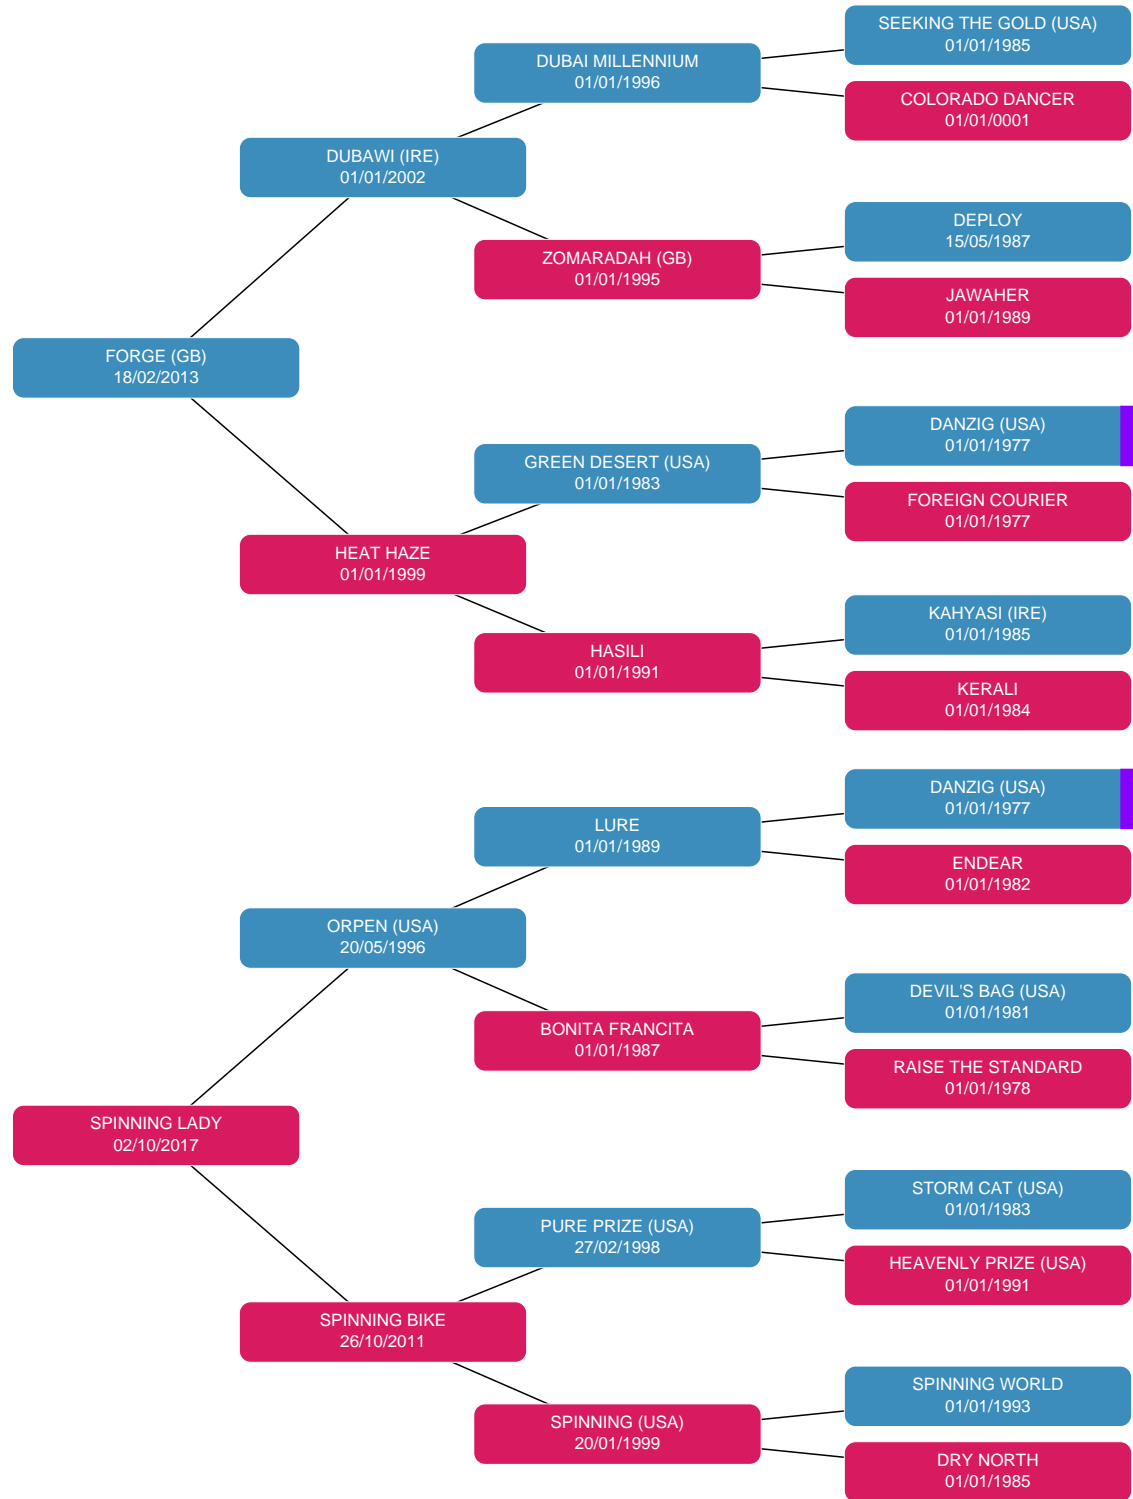 SEEKING THE GOLD (USA)
01/01/1985
DUBAI MILLENNIUM
01/01/1996
COLORADO DANCER
01/01/0001
DUBAWI (IRE)
01/01/2002
DEPLOY
15/05/1987
ZOMARADAH (GB)
01/01/1995
JAWAHER
01/01/1989
FORGE (GB)
18/02/2013
DANZIG (USA)
01/01/1977
GREEN DESERT (USA)
01/01/1983
FOREIGN COURIER
01/01/1977
HEAT HAZE
01/01/1999
KAHYASI (IRE)
01/01/1985
HASILI
01/01/1991
KERALI
01/01/1984
DANZIG (USA)
01/01/1977
LURE
01/01/1989
ENDEAR
01/01/1982
ORPEN (USA)
20/05/1996
DEVIL'S BAG (USA)
01/01/1981
BONITA FRANCITA
01/01/1987
RAISE THE STANDARD
01/01/1978
SPINNING LADY
02/10/2017
STORM CAT (USA)
01/01/1983
PURE PRIZE (USA)
27/02/1998
HEAVENLY PRIZE (USA)
01/01/1991
SPINNING BIKE
26/10/2011
SPINNING WORLD
01/01/1993
SPINNING (USA)
20/01/1999
DRY NORTH
01/01/1985